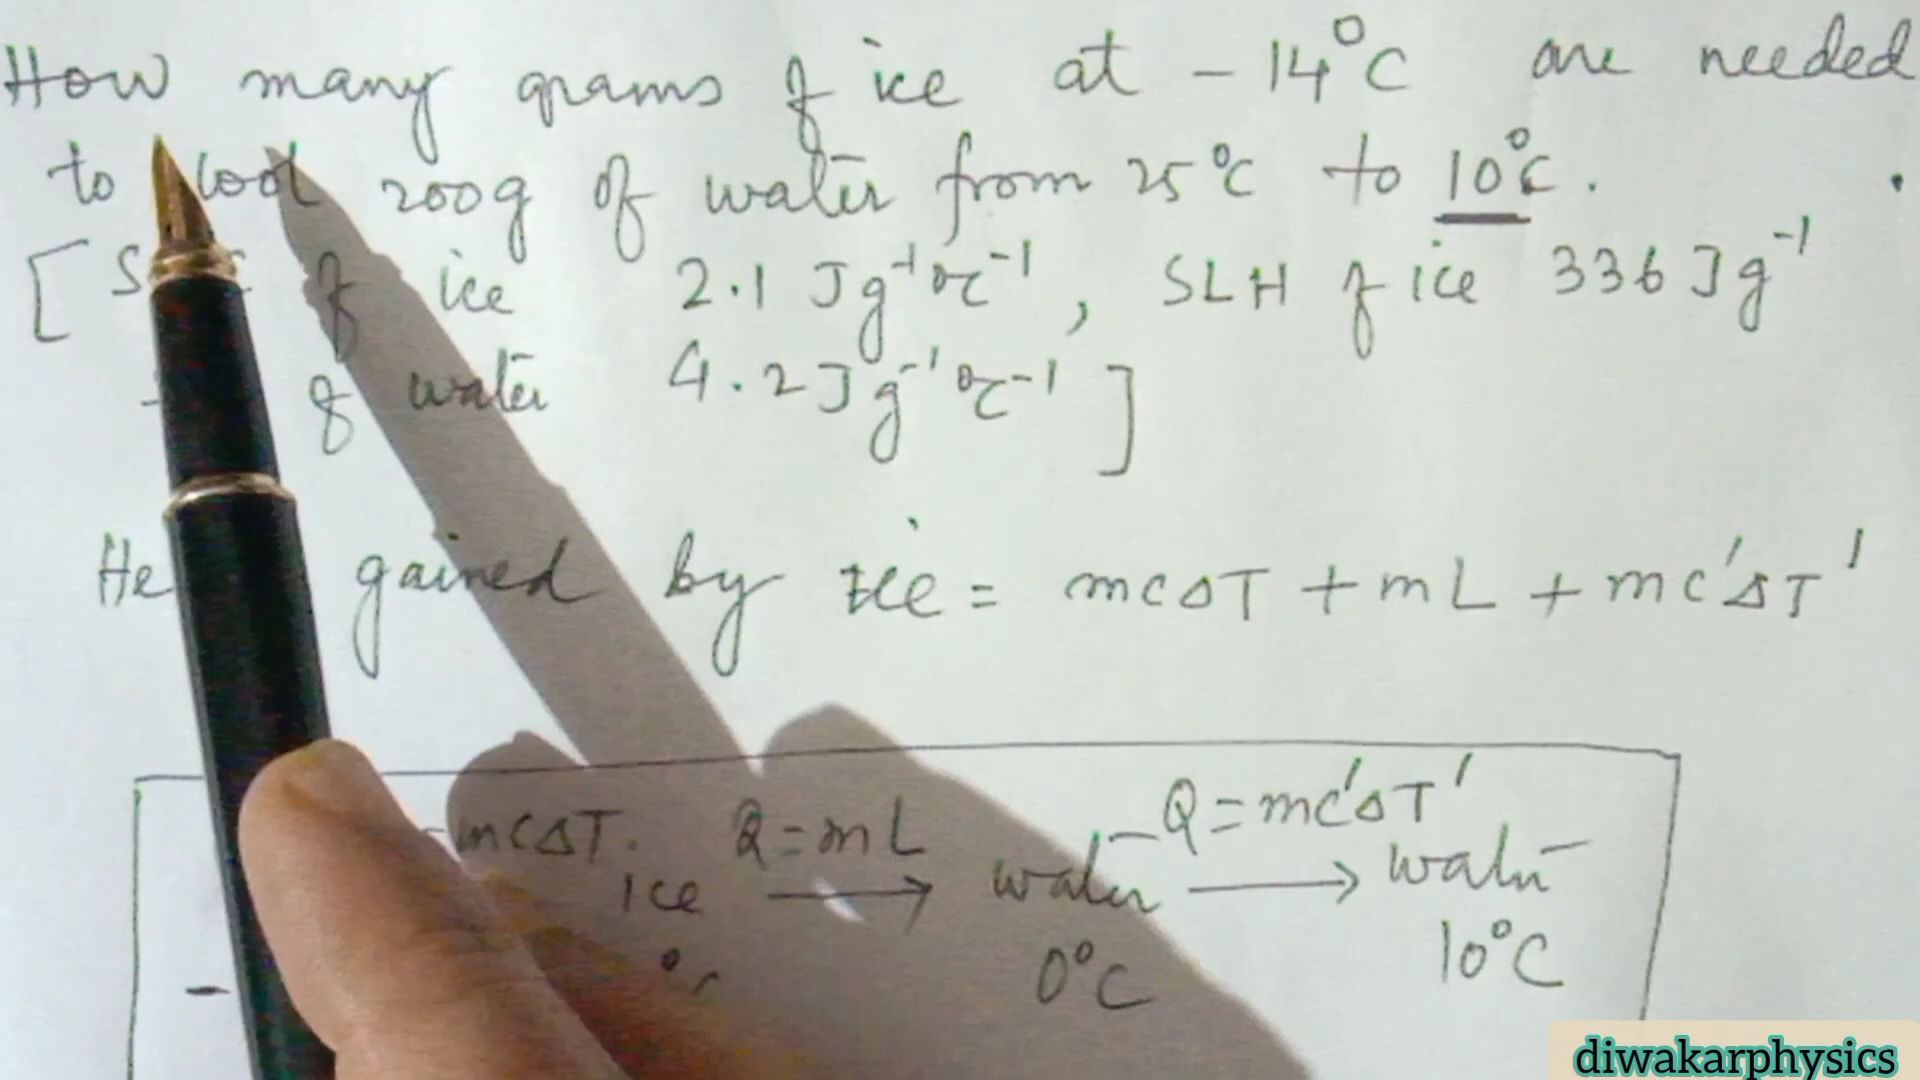 How many grams of ice at -14°C are needed
to cool 200g of water from 25°C to 10°C.
[ S of ice 2.1 Jg⁻¹°C⁻¹, SLH of ice 336 Jg⁻¹
of water 4.2 Jg⁻¹°C⁻¹ ]
gained by ice = mcΔT + mL + mc'ΔT'
mcΔT. Q = mL Q = mc'ΔT'
ice → water → water
0°C 10°C
diwakarphysics